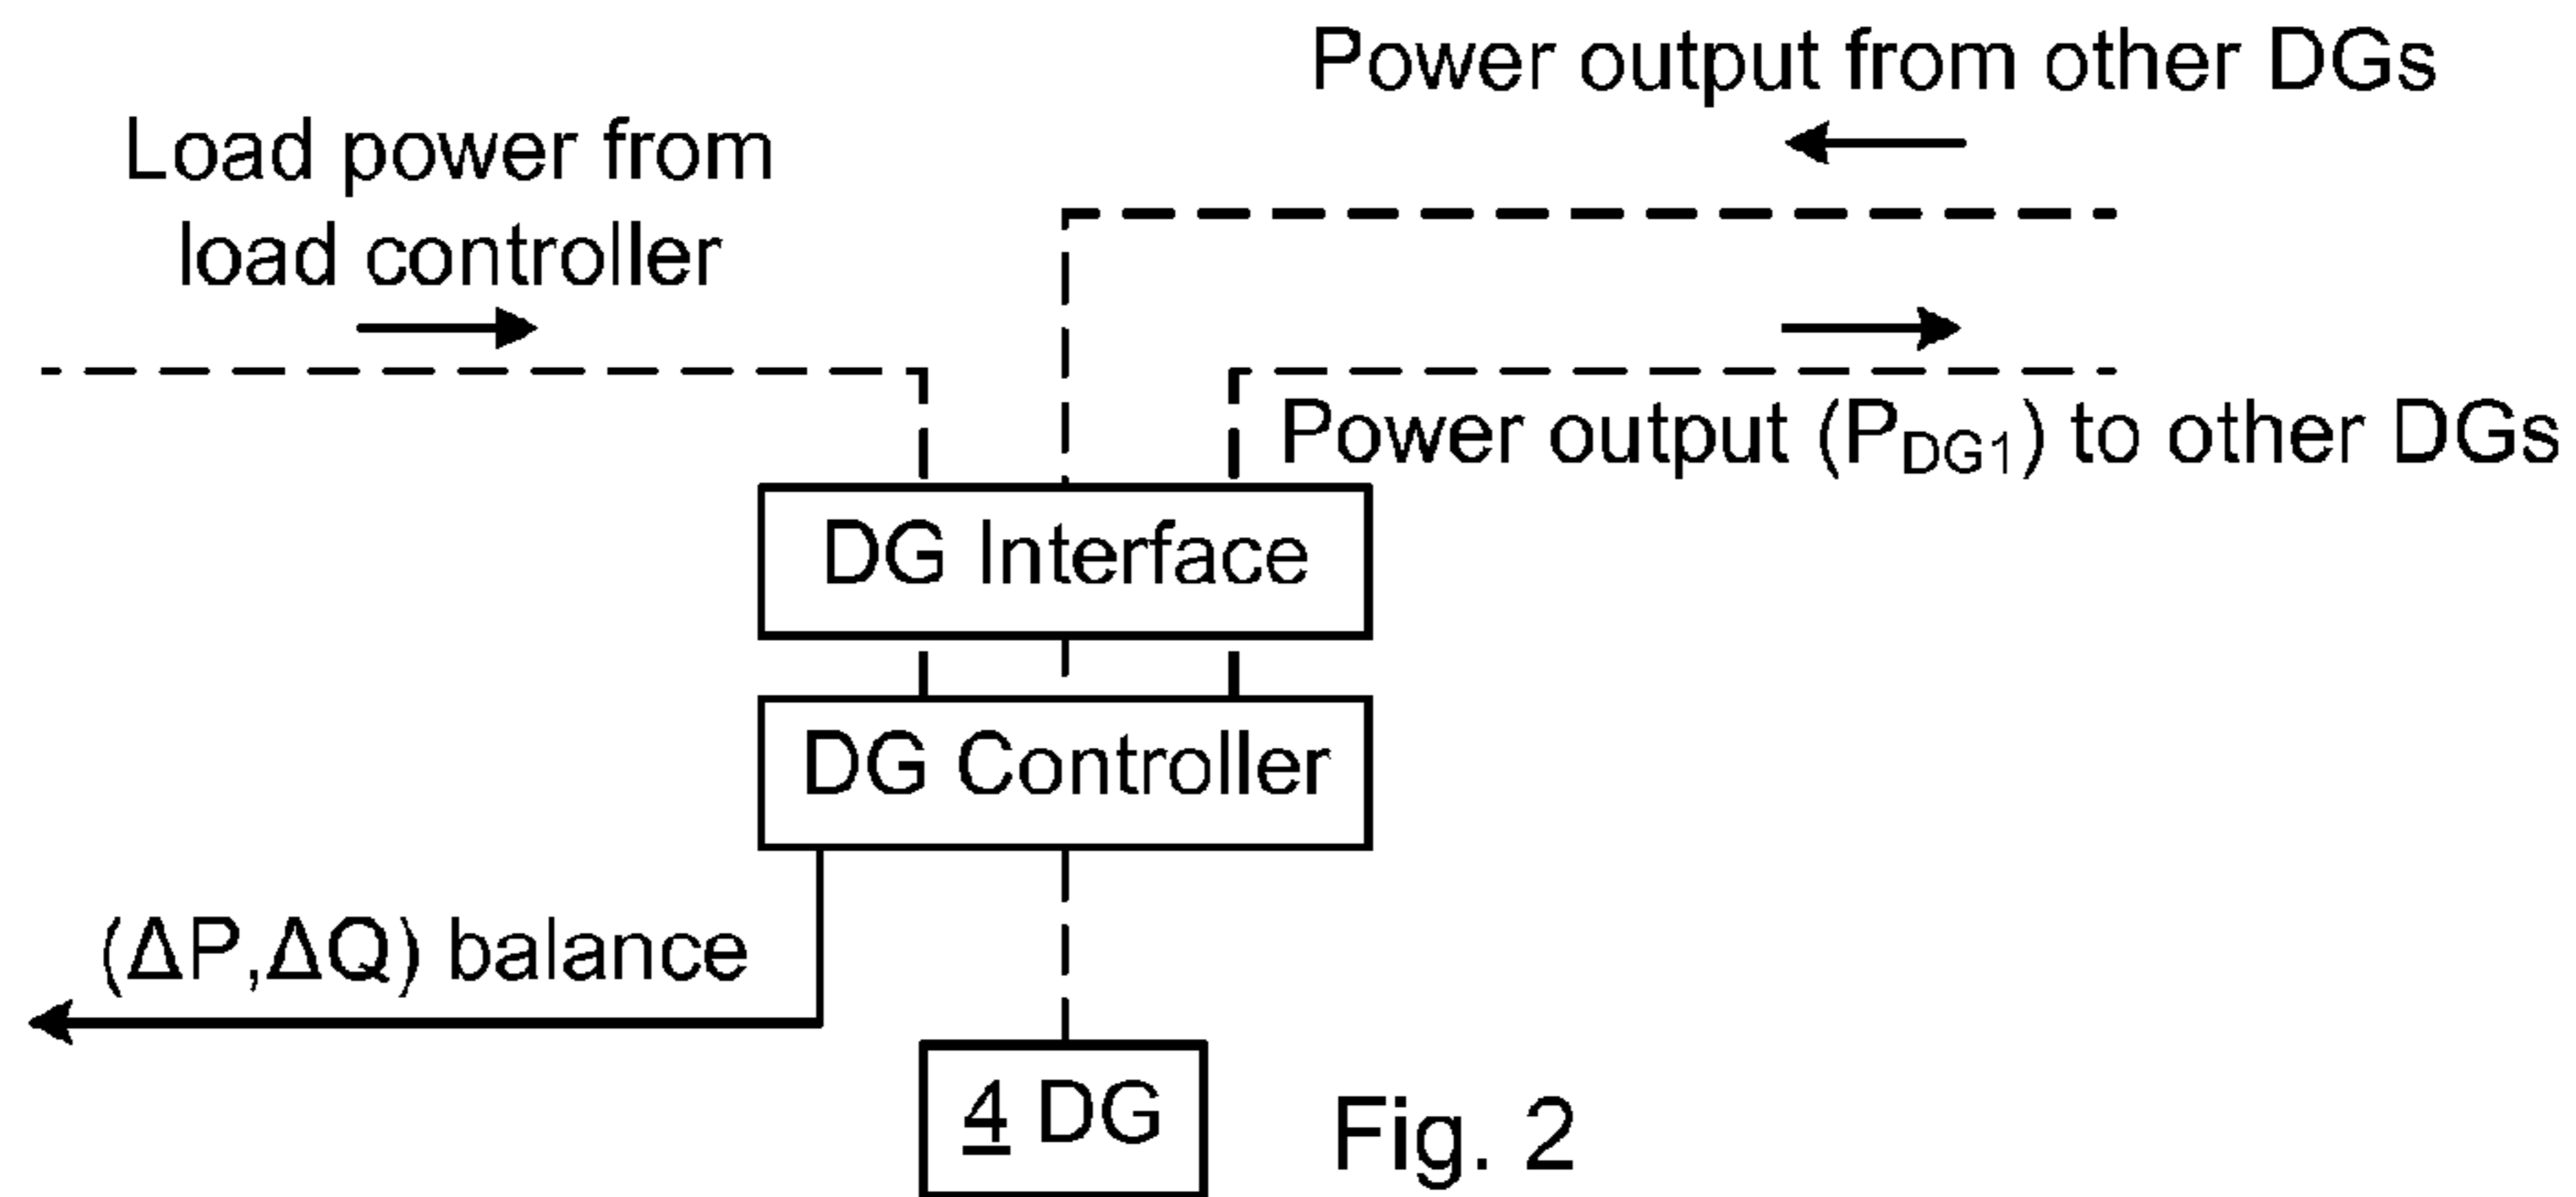 Power output from other DGs
Load power from
load controller
Power output (P_DG1) to other DGs
DG Interface
DG Controller
(ΔP,ΔQ) balance
4 DG
Fig. 2